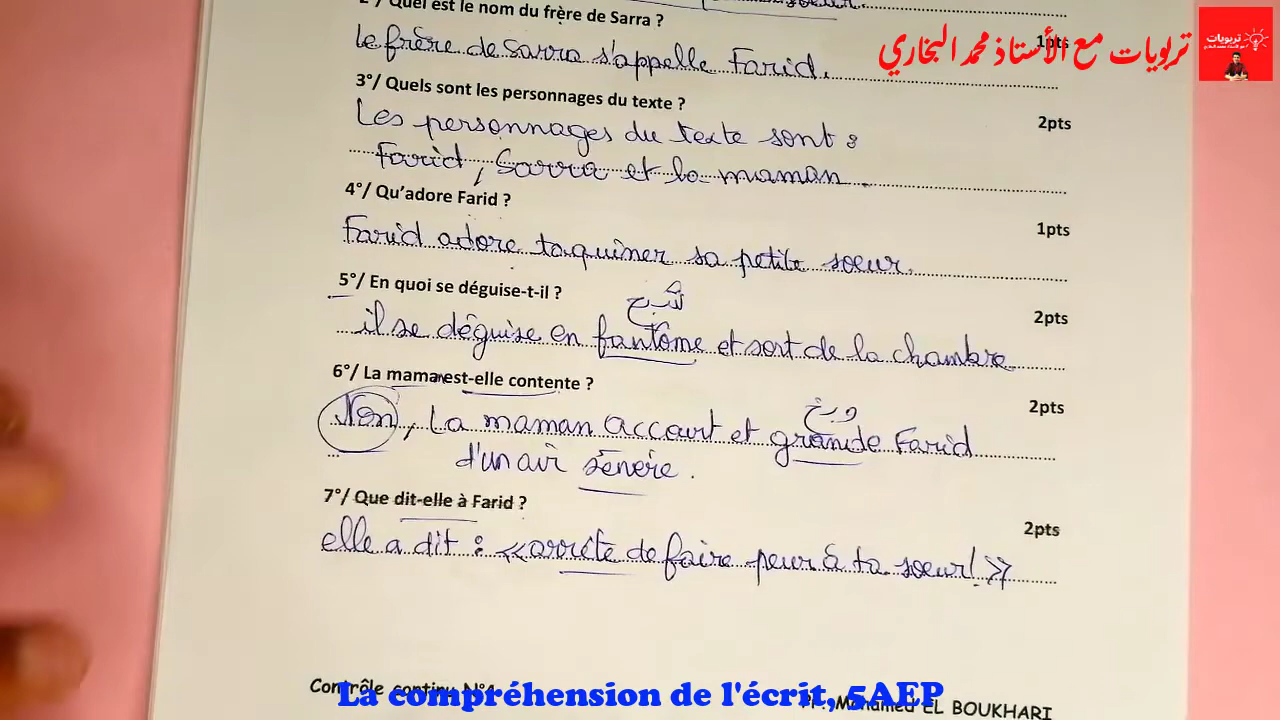 2°/ Quel est le nom du frère de Sarra ?
1pts
le frère de Sarra s'appelle Farid.
تربويات مع الأستاذ محمد البخاري
تربويات
3°/ Quels sont les personnages du texte ?
2pts
Les personnages du texte sont :
Farid, Sarra et la maman.
4°/ Qu'adore Farid ?
1pts
Farid adore taquiner sa petite sœur.
5°/ En quoi se déguise-t-il ?
2pts
شبح
il se déguise en fantôme et sort de la chambre
6°/ La maman est-elle contente ?
2pts
وبخ
Non, La maman accourt et grande Farid
d'un air sévère.
7°/ Que dit-elle à Farid ?
2pts
elle a dit : « arrête de faire peur à ta sœur! »
Contrôle continu N°1
Pr : Mohamed EL BOUKHARI
La compréhension de l'écrit, 5AEP